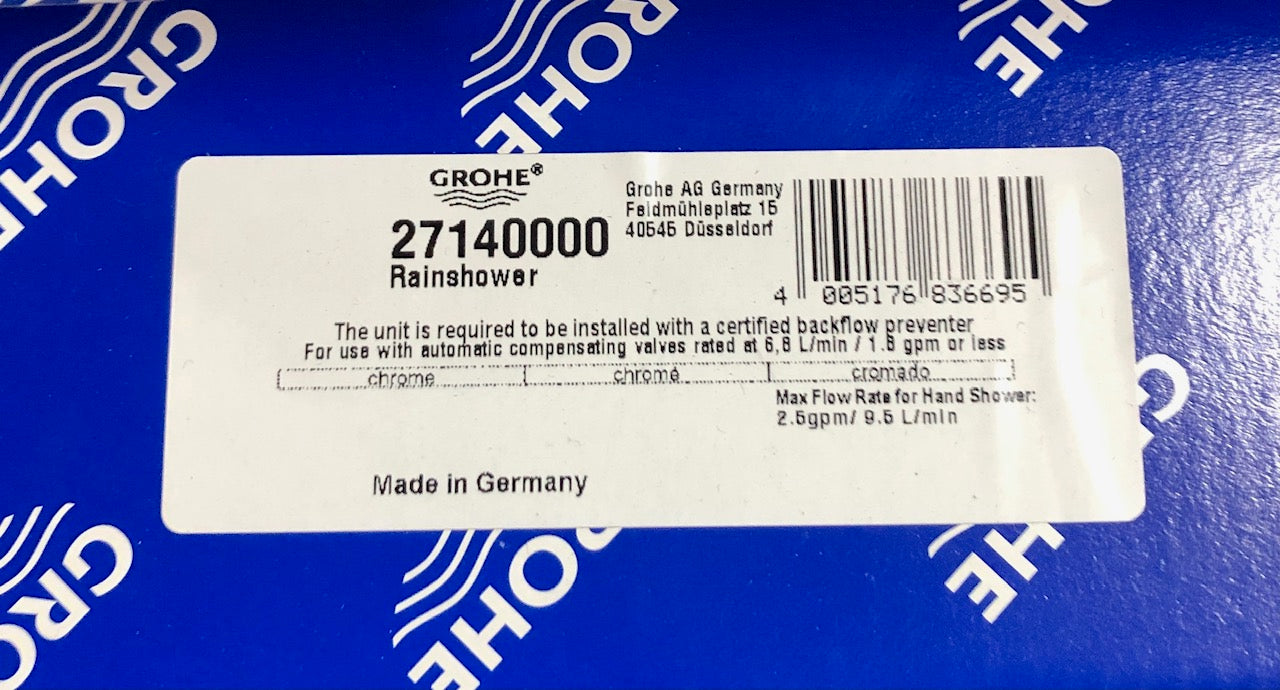 GROHE
GROHE
GROHE
GROHE®
27140000
Rainshower
Grohe AG Germany
Feldmühleplatz 15
40545 Düsseldorf
4 005176 836695
The unit is required to be installed with a certified backflow preventer
For use with automatic compensating valves rated at 6,8 L/min / 1.8 gpm or less
chrome chromé cromado
Max Flow Rate for Hand Shower:
2.5gpm/ 9.5 L/min
Made in Germany
GRO
OHE
HE